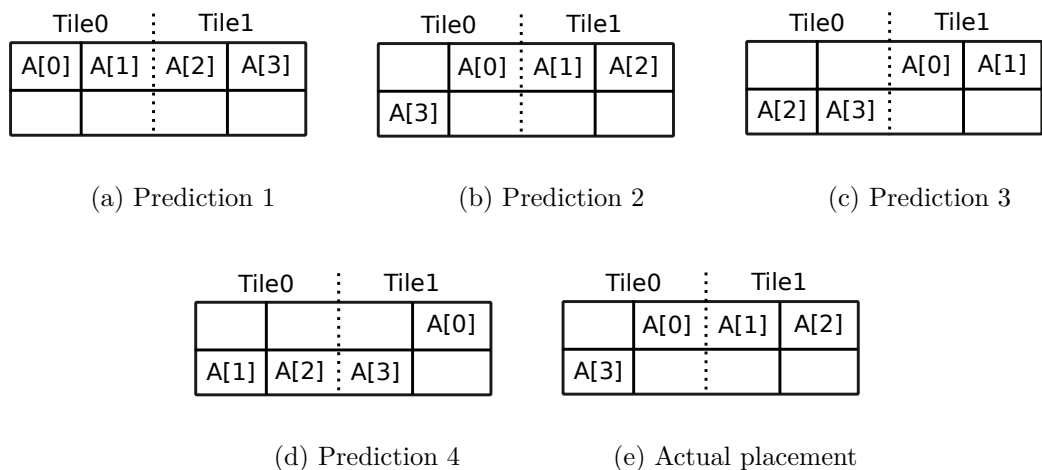 Tile0 Tile1
A[0] A[1] A[2] A[3]
(a) Prediction 1
Tile0 Tile1
A[0] A[1] A[2]
A[3]
(b) Prediction 2
Tile0 Tile1
A[0] A[1]
A[2] A[3]
(c) Prediction 3
Tile0 Tile1
A[0]
A[1] A[2] A[3]
(d) Prediction 4
Tile0 Tile1
A[0] A[1] A[2]
A[3]
(e) Actual placement